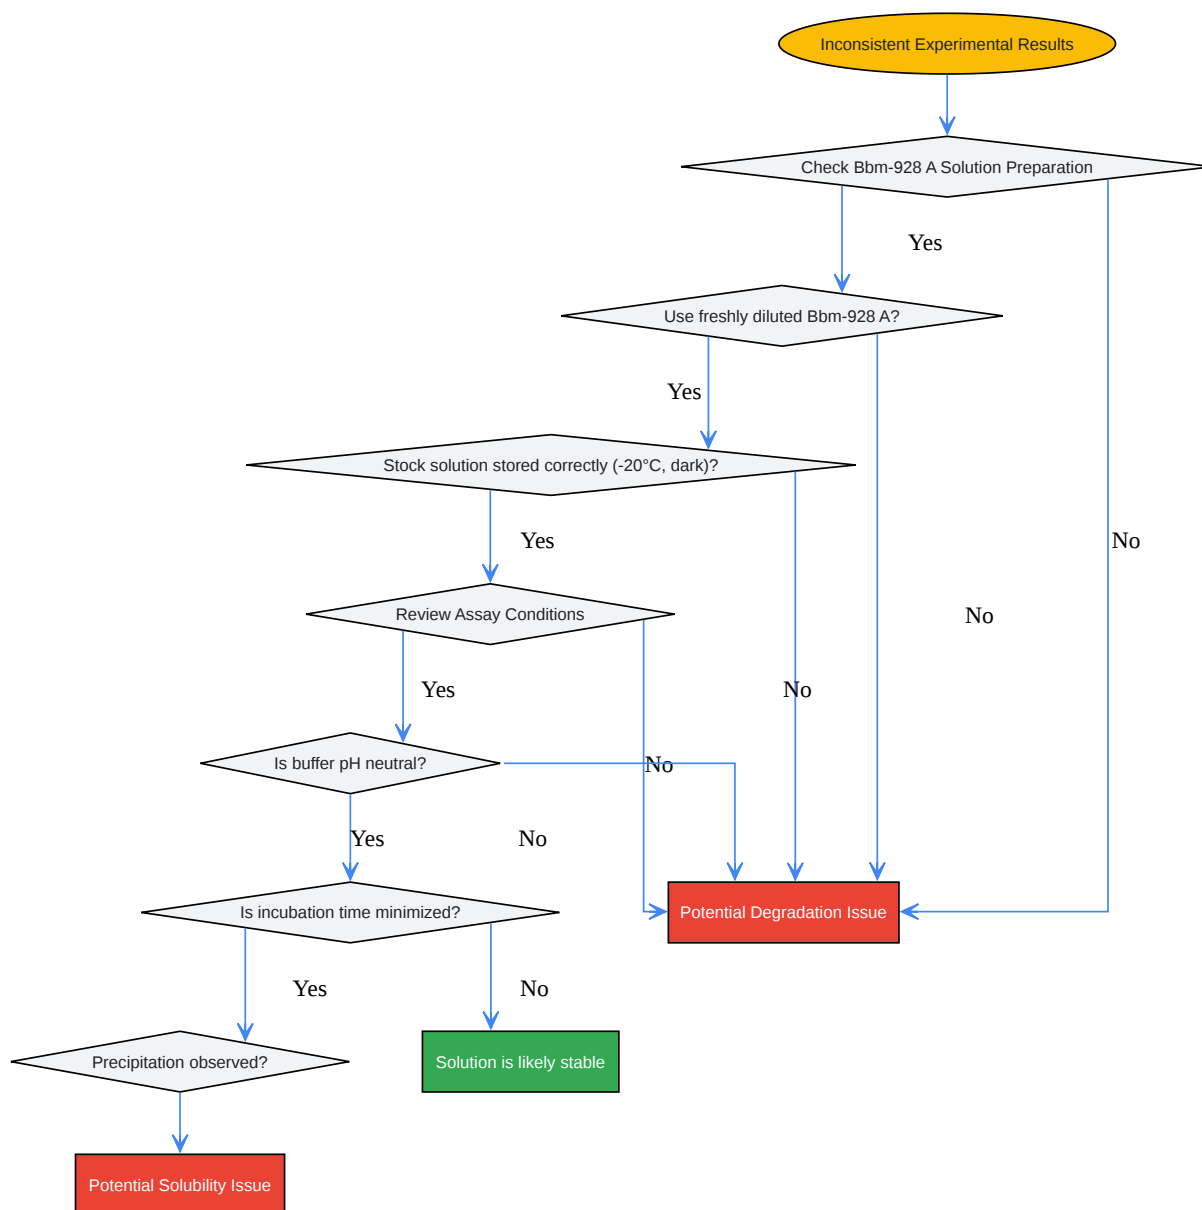 Inconsistent Experimental Results
Check Bbm-928 A Solution Preparation
Yes
Use freshly diluted Bbm-928 A?
Yes
Stock solution stored correctly (-20°C, dark)?
Yes
No
Review Assay Conditions
No
Yes
No
Is buffer pH neutral?
No
Yes
No
Is incubation time minimized?
Potential Degradation Issue
Yes
No
Precipitation observed?
Solution is likely stable
Potential Solubility Issue